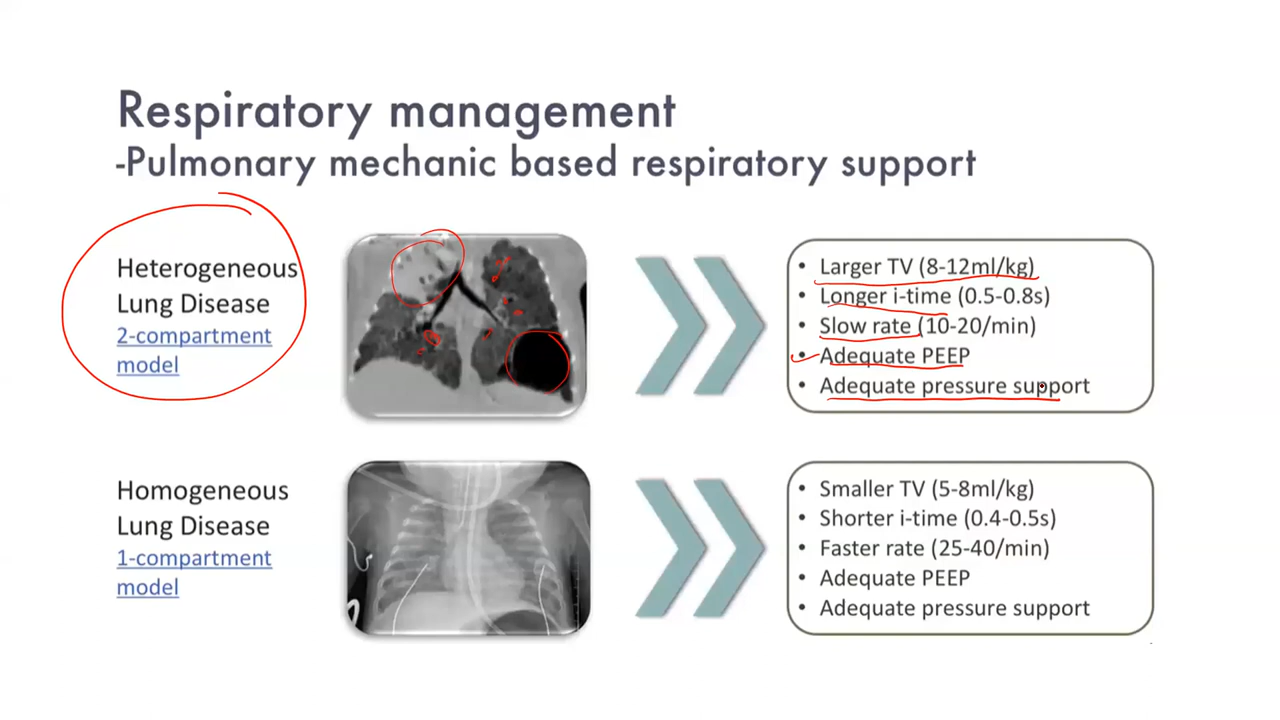 Respiratory management
-Pulmonary mechanic based respiratory support
Heterogeneous
Lung Disease
2-compartment
model
• Larger TV (8-12ml/kg)
• Longer i-time (0.5-0.8s)
• Slow rate (10-20/min)
• Adequate PEEP
• Adequate pressure support
Homogeneous
Lung Disease
1-compartment
model
• Smaller TV (5-8ml/kg)
• Shorter i-time (0.4-0.5s)
• Faster rate (25-40/min)
• Adequate PEEP
• Adequate pressure support